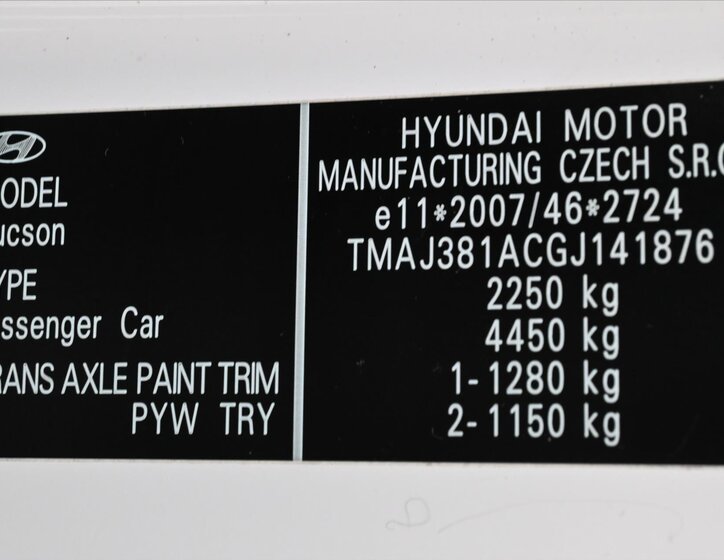 ODEL
ucson
YPE
ssenger Car
RANS AXLE PAINT TRIM
PYW TRY
HYUNDAI MOTOR
MANUFACTURING CZECH S.R.O
e11*2007/46*2724
TMAJ381ACGJ141876
2250 kg
4450 kg
1-1280 kg
2-1150 kg